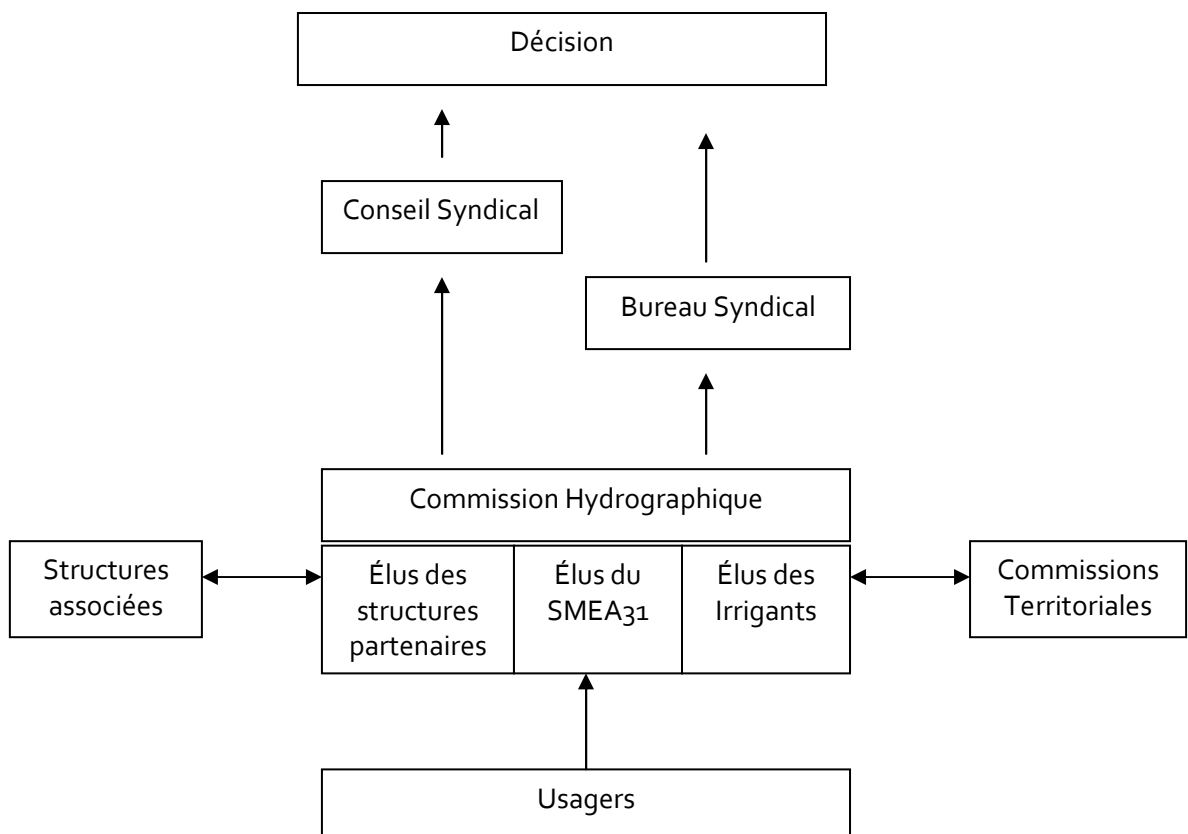 Décision
Conseil Syndical
Bureau Syndical
Commission Hydrographique
Structures
associées
Élus des
structures
partenaires
Élus du
SMEA31
Élus des
Irrigants
Commissions
Territoriales
Usagers